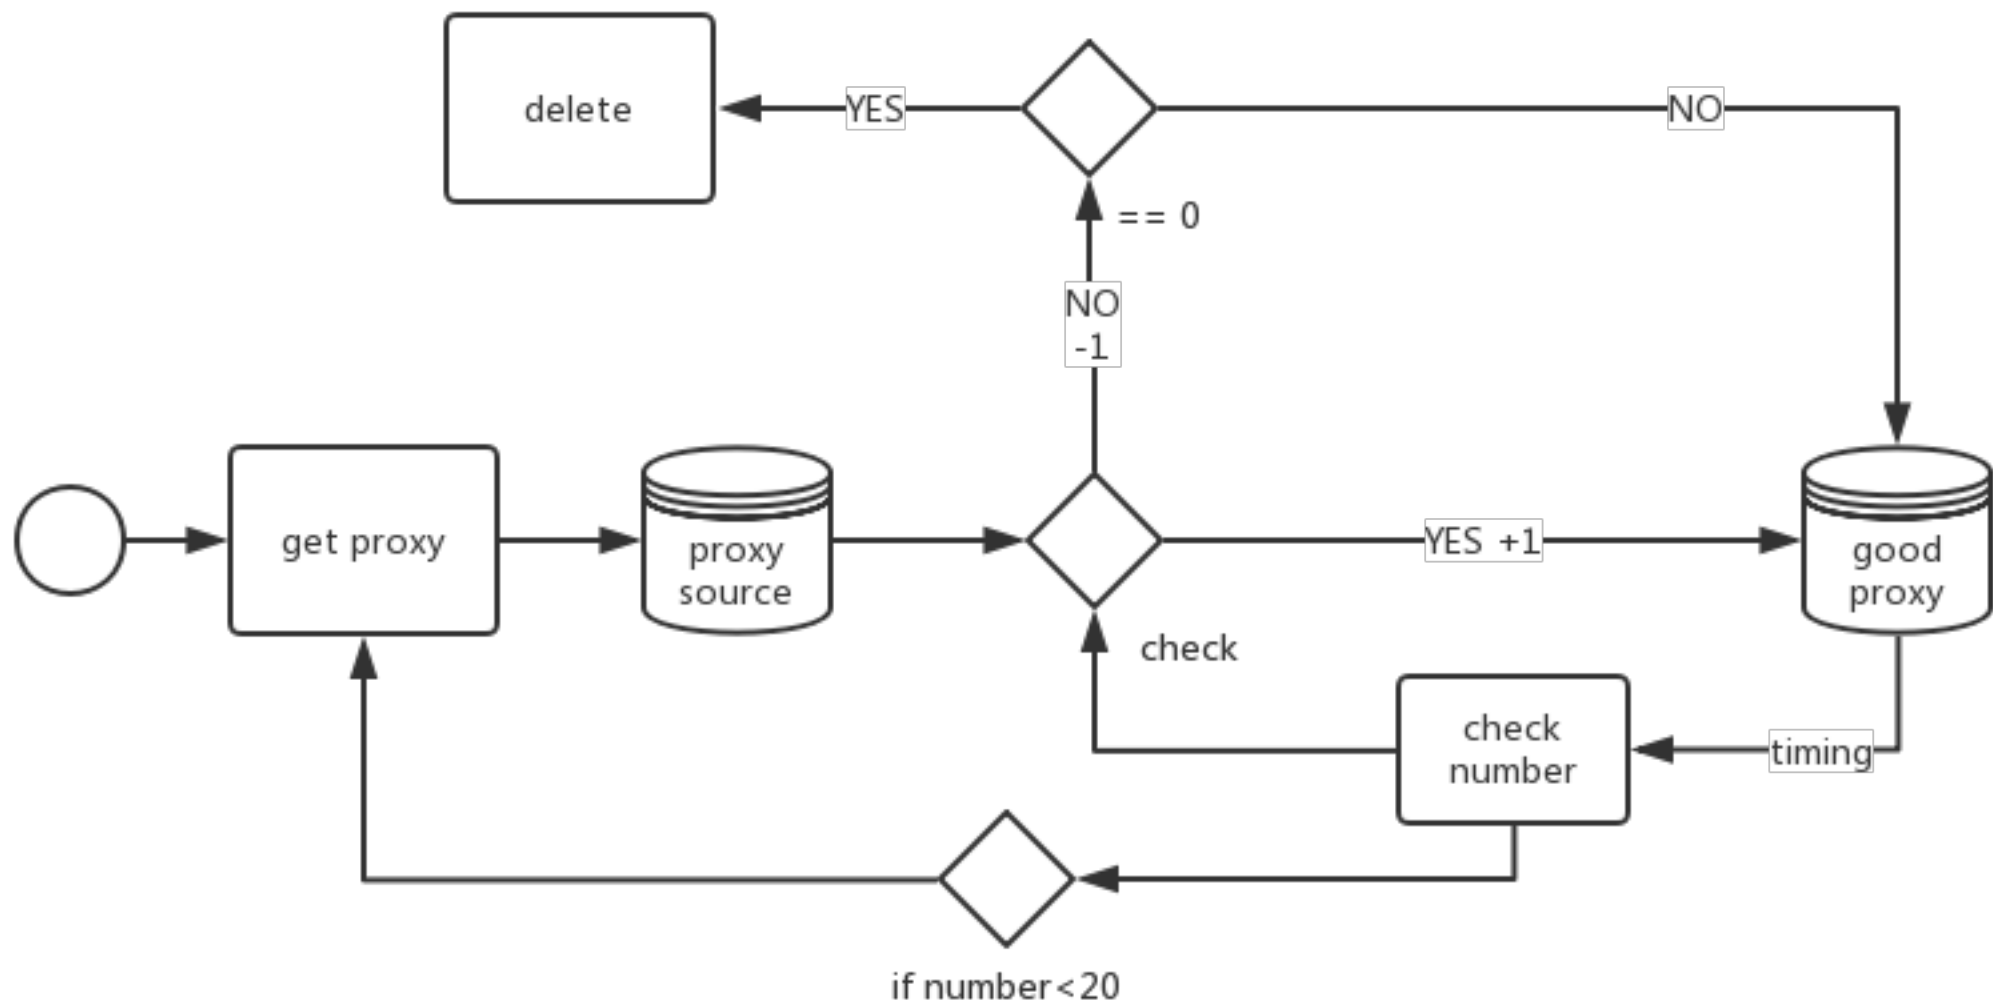 delete
YES
NO
== 0
NO
-1
get proxy
proxy
source
YES +1
good
proxy
check
check
number
timing
if number<20